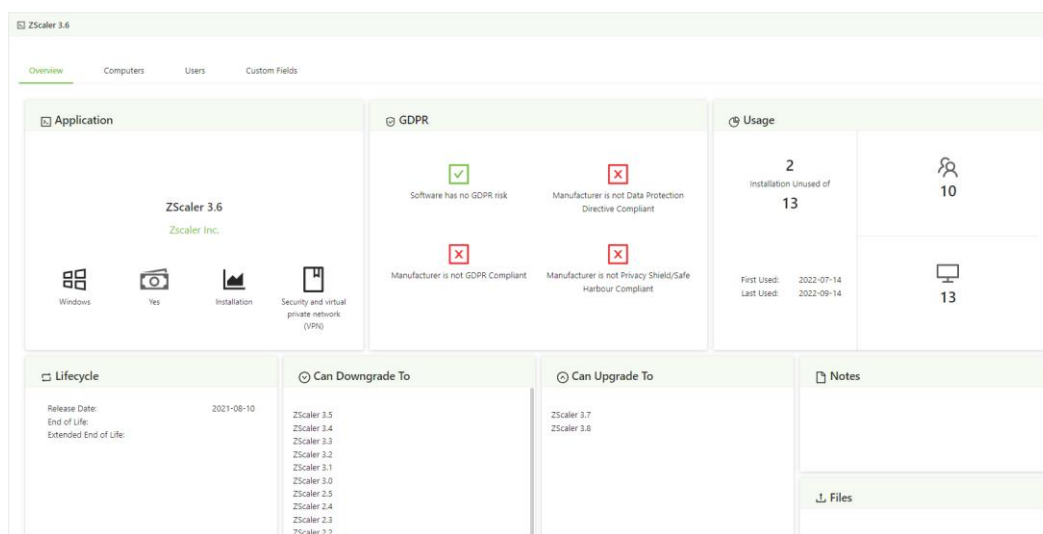 ZScaler 3.6
Overview
Computers
Users
Custom Fields
Application
ZScaler 3.6
Zscaler Inc.
Windows
Yes
Installation
Security and virtual
private network
(VPN)
GDPR
Software has no GDPR risk
Manufacturer is not Data Protection
Directive Compliant
Manufacturer is not GDPR Compliant
Manufacturer is not Privacy Shield/Safe
Harbour Compliant
Usage
2
Installation Unused of
13
First Used: 2022-07-14
Last Used: 2022-09-14
10
13
Lifecycle
Release Date: 2021-08-10
End of Life:
Extended End of Life:
Can Downgrade To
ZScaler 3.5
ZScaler 3.4
ZScaler 3.3
ZScaler 3.2
ZScaler 3.1
ZScaler 3.0
ZScaler 2.5
ZScaler 2.4
ZScaler 2.3
ZScaler 2.2
Can Upgrade To
ZScaler 3.7
ZScaler 3.8
Notes
Files